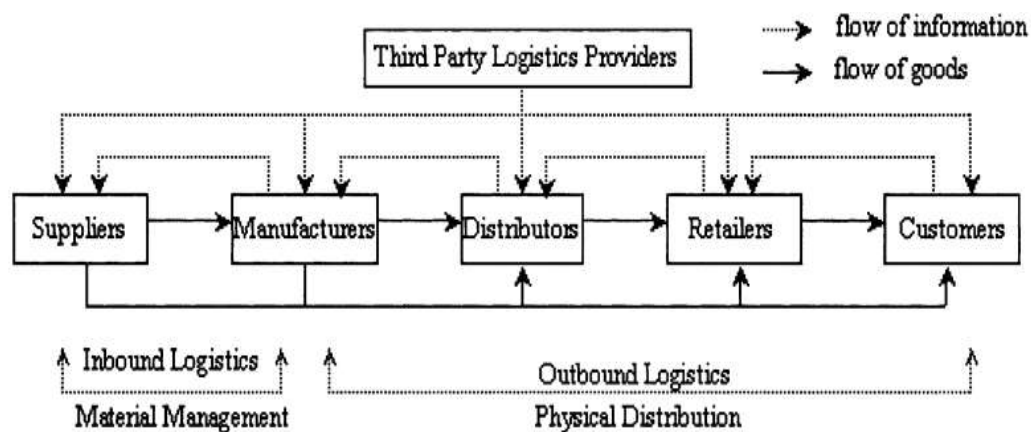 flow of information
Third Party Logistics Providers
flow of goods
Suppliers
Manufacturers
Distributors
Retailers
Customers
Inbound Logistics
Outbound Logistics
Material Management
Physical Distribution